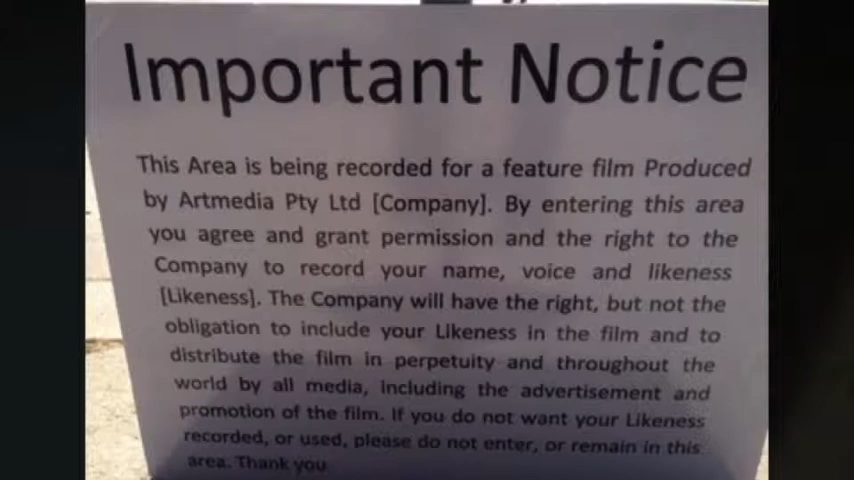 Important Notice
This Area is being recorded for a feature film Produced
by Artmedia Pty Ltd [Company]. By entering this area
you agree and grant permission and the right to the
Company to record your name, voice and likeness
[Likeness]. The Company will have the right, but not the
obligation to include your Likeness in the film and to
distribute the film in perpetuity and throughout the
world by all media, including the advertisement and
promotion of the film. If you do not want your Likeness
recorded, or used, please do not enter, or remain in this
area. Thank you